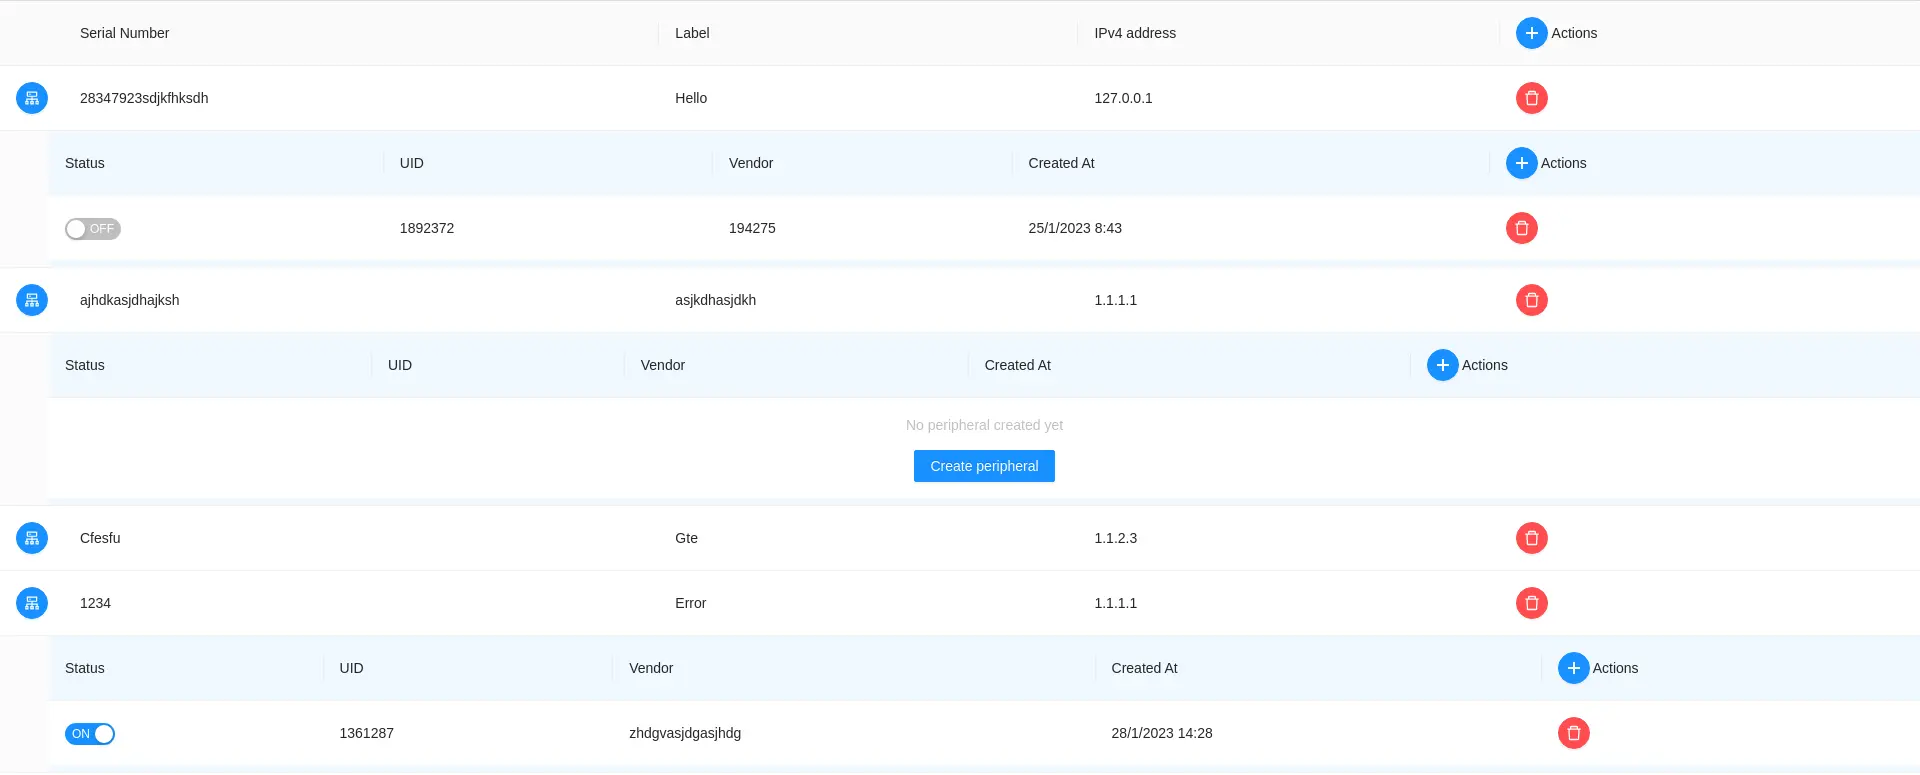 Serial Number Label IPv4 address Actions
28347923sdjkfhksdh Hello 127.0.0.1
Status UID Vendor Created At Actions
OFF 1892372 194275 25/1/2023 8:43
ajhdkasjdhajksh asjkdhasjdkh 1.1.1.1
Status UID Vendor Created At Actions
No peripheral created yet
Create peripheral
Cfesfu Gte 1.1.2.3
1234 Error 1.1.1.1
Status UID Vendor Created At Actions
ON 1361287 zhdgvasjdgasjhdg 28/1/2023 14:28